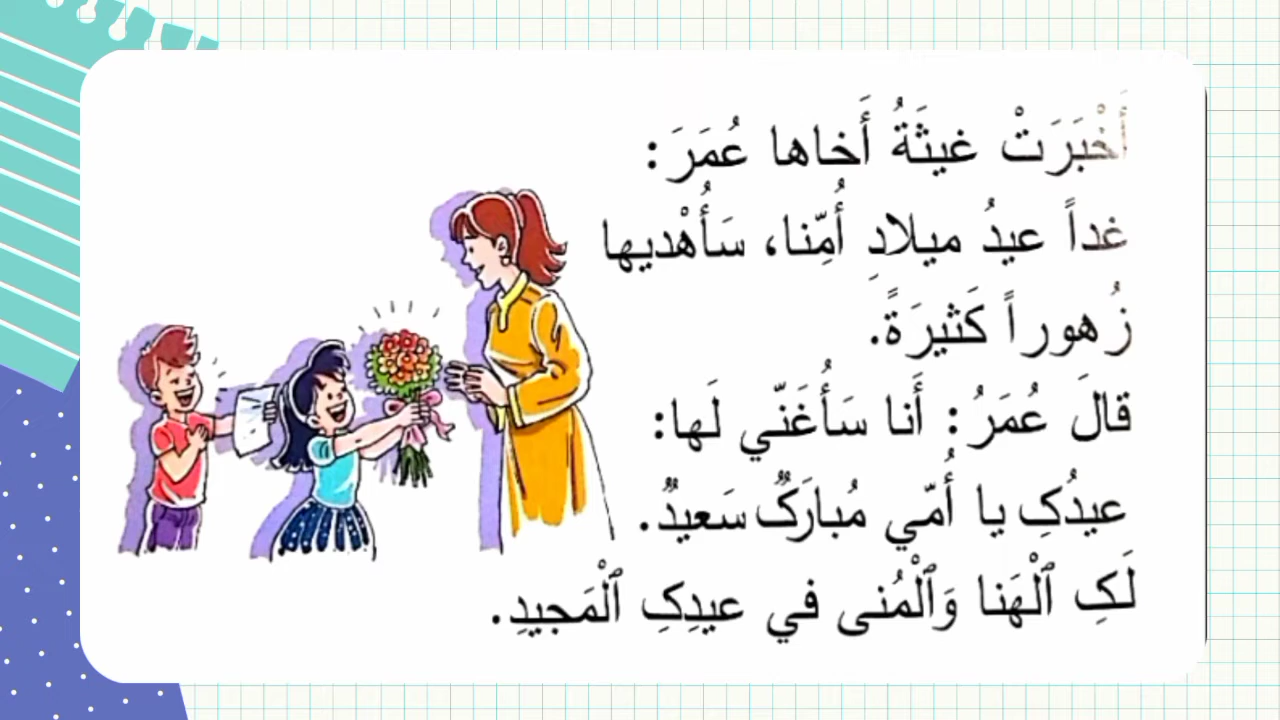 أَخْبَرَتْ غيثَةُ أَخاها عُمَرَ:
غداً عيدُ ميلادِ أُمِّنا، سَأُهْديها
زُهوراً كَثيرَةً.
قالَ عُمَرُ: أَنا سَأُغَنّي لَها:
عيدُكِ يا أُمّي مُبارَكٌ سَعيدٌ.
لَكِ ٱلْهَنا وَٱلْمُنى في عيدِكِ ٱلْمَجيدِ.